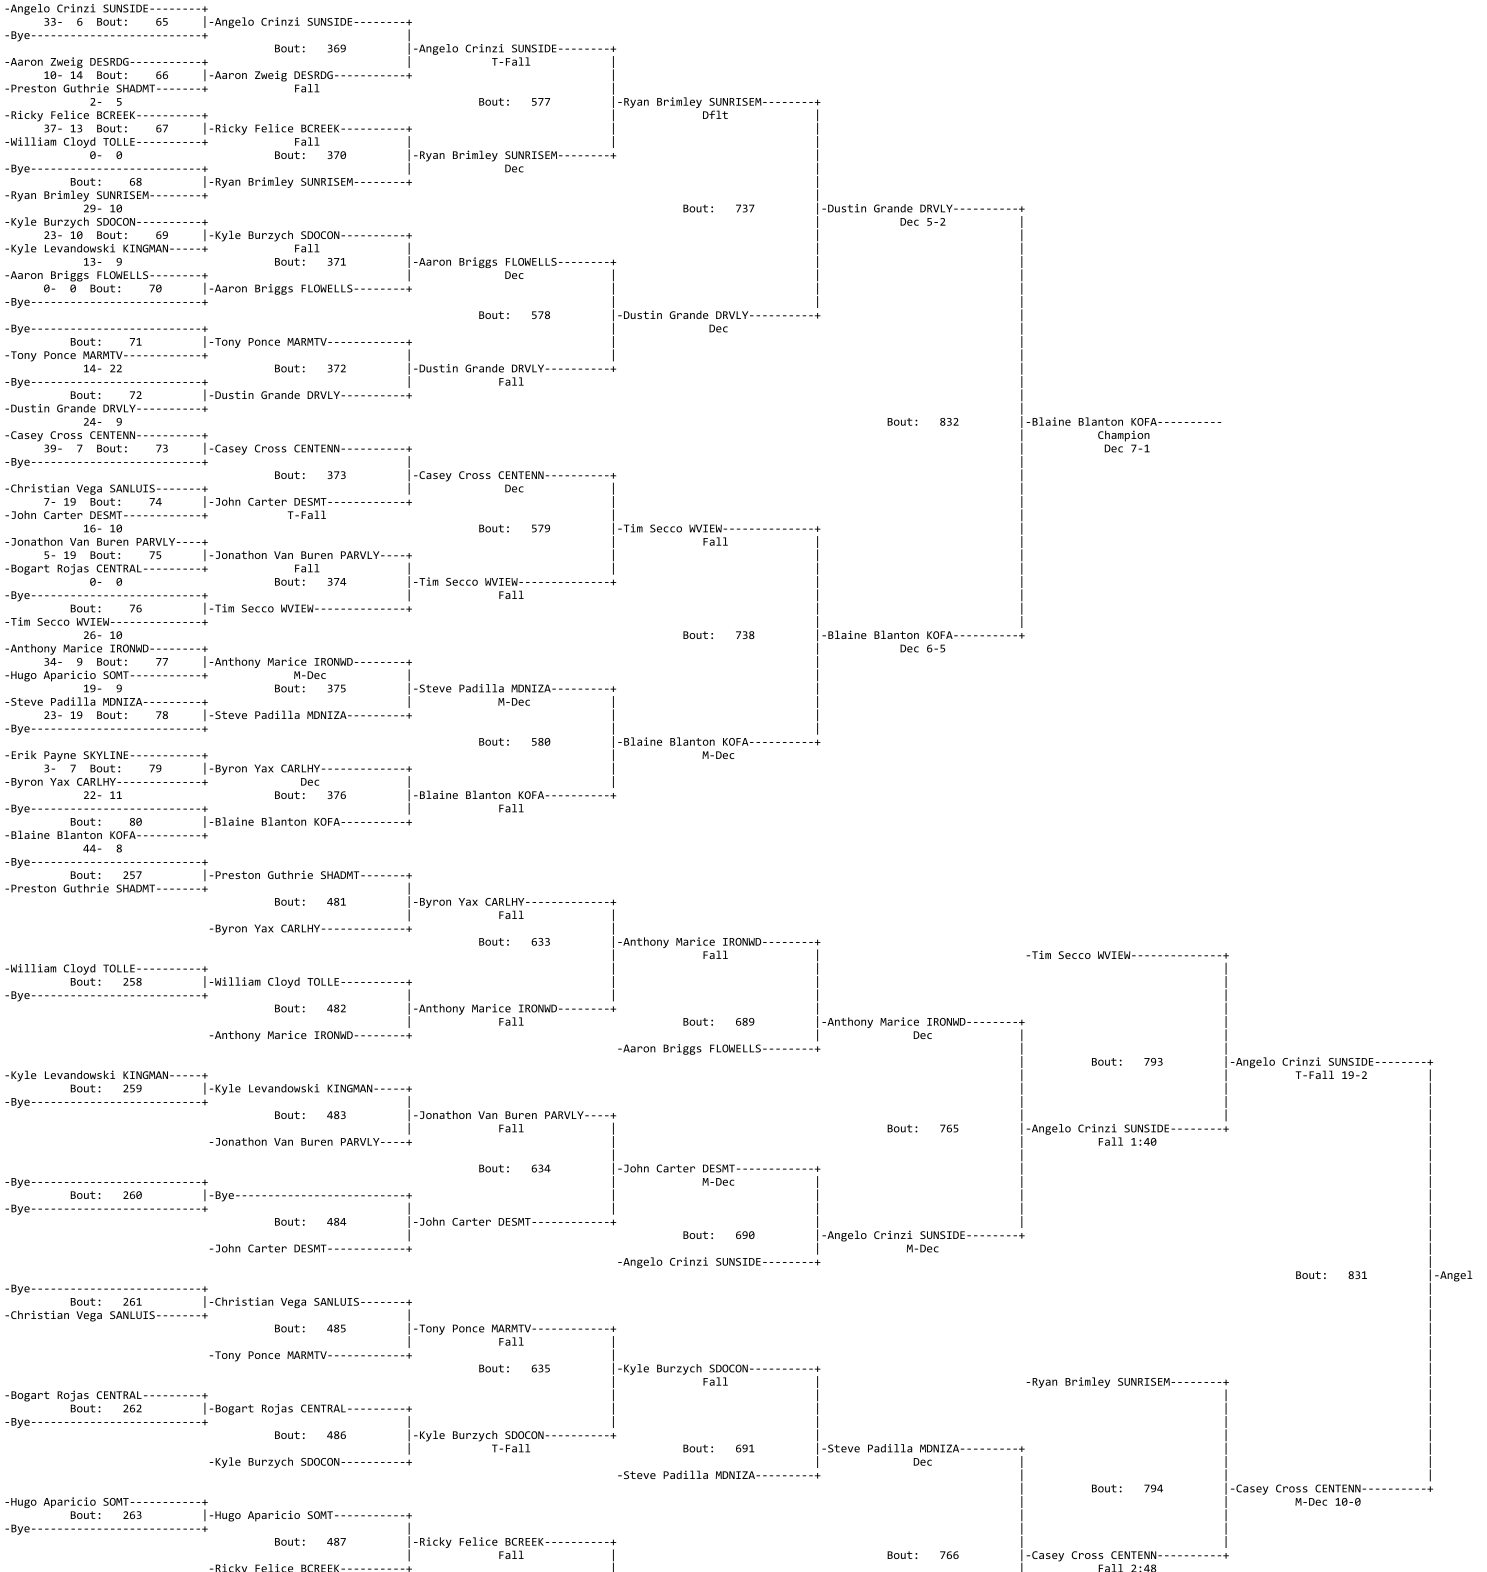 -Angelo Crinzi SUNSIDE--------+
33-  6  Bout:    65     |-Angelo Crinzi SUNSIDE--------+
-Bye--------------------------+                              |
Bout:   369         |-Angelo Crinzi SUNSIDE--------+
-Aaron Zweig DESRDG-----------+                              |            T-Fall            |
10- 14  Bout:    66     |-Aaron Zweig DESRDG-----------+
-Preston Guthrie SHADMT-------+             Fall
2-  5                                                          Bout:   577         |-Ryan Brimley SUNRISEM--------+
-Ricky Felice BCREEK----------+                                                             |            Dflt
37- 13  Bout:    67     |-Ricky Felice BCREEK----------+
-William Cloyd TOLLE----------+             Fall             |
0-  0                             Bout:   370         |-Ryan Brimley SUNRISEM--------+
-Bye--------------------------+                              |              Dec
Bout:    68         |-Ryan Brimley SUNRISEM--------+
-Ryan Brimley SUNRISEM--------+
29- 10                                                                                         Bout:   737         |-Dustin Grande DRVLY----------+
-Kyle Burzych SDOCON----------+                                                                                            |           Dec 5-2
23- 10  Bout:    69     |-Kyle Burzych SDOCON----------+
-Kyle Levandowski KINGMAN-----+             Fall             |
13-  9                            Bout:   371         |-Aaron Briggs FLOWELLS--------+
-Aaron Briggs FLOWELLS--------+                              |              Dec             |
0-  0  Bout:    70     |-Aaron Briggs FLOWELLS--------+
-Bye--------------------------+
Bout:   578         |-Dustin Grande DRVLY----------+
-Bye--------------------------+                                                             |             Dec
Bout:    71         |-Tony Ponce MARMTV------------+
-Tony Ponce MARMTV------------+                              |
14- 22                            Bout:   372         |-Dustin Grande DRVLY----------+
-Bye--------------------------+                              |             Fall
Bout:    72         |-Dustin Grande DRVLY----------+
-Dustin Grande DRVLY----------+
24-  9                                                                                                                        Bout:   832         |-Blaine Blanton KOFA----------
-Casey Cross CENTENN----------+                                                                                                                           |           Champion
39-  7  Bout:    73     |-Casey Cross CENTENN----------+                                                                                            |            Dec 7-1
-Bye--------------------------+                              |
Bout:   373         |-Casey Cross CENTENN----------+
-Christian Vega SANLUIS-------+                              |              Dec             |
7- 19  Bout:    74     |-John Carter DESMT------------+
-John Carter DESMT------------+            T-Fall
16- 10                                                          Bout:   579         |-Tim Secco WVIEW--------------+
-Jonathon Van Buren PARVLY----+                                                             |            Fall
5- 19  Bout:    75     |-Jonathon Van Buren PARVLY----+
-Bogart Rojas CENTRAL---------+             Fall             |
0-  0                             Bout:   374         |-Tim Secco WVIEW--------------+
-Bye--------------------------+                              |             Fall
Bout:    76         |-Tim Secco WVIEW--------------+
-Tim Secco WVIEW--------------+
26- 10                                                                                         Bout:   738         |-Blaine Blanton KOFA----------+
-Anthony Marice IRONWD--------+                                                                                            |           Dec 6-5
34-  9  Bout:    77     |-Anthony Marice IRONWD--------+
-Hugo Aparicio SOMT-----------+             M-Dec            |
19-  9                            Bout:   375         |-Steve Padilla MDNIZA---------+
-Steve Padilla MDNIZA---------+                              |             M-Dec            |
23- 19  Bout:    78     |-Steve Padilla MDNIZA---------+
-Bye--------------------------+
Bout:   580         |-Blaine Blanton KOFA----------+
-Erik Payne SKYLINE-----------+                                                             |            M-Dec
3-  7  Bout:    79     |-Byron Yax CARLHY-------------+
-Byron Yax CARLHY-------------+              Dec             |
22- 11                            Bout:   376         |-Blaine Blanton KOFA----------+
-Bye--------------------------+                              |             Fall
Bout:    80         |-Blaine Blanton KOFA----------+
-Blaine Blanton KOFA----------+
44-  8
-Bye--------------------------+
Bout:   257         |-Preston Guthrie SHADMT-------+
-Preston Guthrie SHADMT-------+                              |
Bout:   481         |-Byron Yax CARLHY-------------+
|             Fall             |
-Byron Yax CARLHY-------------+
Bout:   633         |-Anthony Marice IRONWD--------+
|            Fall              |                              -Tim Secco WVIEW--------------+
-William Cloyd TOLLE----------+
Bout:   258         |-William Cloyd TOLLE----------+
-Bye--------------------------+                              |
Bout:   482         |-Anthony Marice IRONWD--------+
|             Fall                           Bout:   689         |-Anthony Marice IRONWD--------+
-Anthony Marice IRONWD--------+                                                             |             Dec
-Aaron Briggs FLOWELLS--------+
Bout:   793         |-Angelo Crinzi SUNSIDE--------+
-Kyle Levandowski KINGMAN-----+                                                                                                                                                         |         T-Fall 19-2
Bout:   259         |-Kyle Levandowski KINGMAN-----+
-Bye--------------------------+                              |
Bout:   483         |-Jonathon Van Buren PARVLY----+
|             Fall             |                                        Bout:   765         |-Angelo Crinzi SUNSIDE--------+
-Jonathon Van Buren PARVLY----+                                                                                            |           Fall 1:40
Bout:   634         |-John Carter DESMT------------+
-Bye--------------------------+                                                             |            M-Dec
Bout:   260         |-Bye--------------------------+
-Bye--------------------------+                              |
Bout:   484         |-John Carter DESMT------------+
|                                            Bout:   690         |-Angelo Crinzi SUNSIDE--------+
-John Carter DESMT------------+                                                             |            M-Dec
-Angelo Crinzi SUNSIDE--------+
Bout:   831         |-Angel
-Bye--------------------------+
Bout:   261         |-Christian Vega SANLUIS-------+
-Christian Vega SANLUIS-------+                              |
Bout:   485         |-Tony Ponce MARMTV------------+
|             Fall             |
-Tony Ponce MARMTV------------+
Bout:   635         |-Kyle Burzych SDOCON----------+
|            Fall              |                              -Ryan Brimley SUNRISEM--------+
-Bogart Rojas CENTRAL---------+
Bout:   262         |-Bogart Rojas CENTRAL---------+
-Bye--------------------------+                              |
Bout:   486         |-Kyle Burzych SDOCON----------+
|            T-Fall                          Bout:   691         |-Steve Padilla MDNIZA---------+
-Kyle Burzych SDOCON----------+                                                             |             Dec
-Steve Padilla MDNIZA---------+
Bout:   794         |-Casey Cross CENTENN----------+
-Hugo Aparicio SOMT-----------+                                                                                                                                                         |         M-Dec 10-0
Bout:   263         |-Hugo Aparicio SOMT-----------+
-Bye--------------------------+                              |
Bout:   487         |-Ricky Felice BCREEK----------+
|             Fall             |                                        Bout:   766         |-Casey Cross CENTENN----------+
-Ricky Felice BCREEK----------+                                                                                            |           Fall 2:48